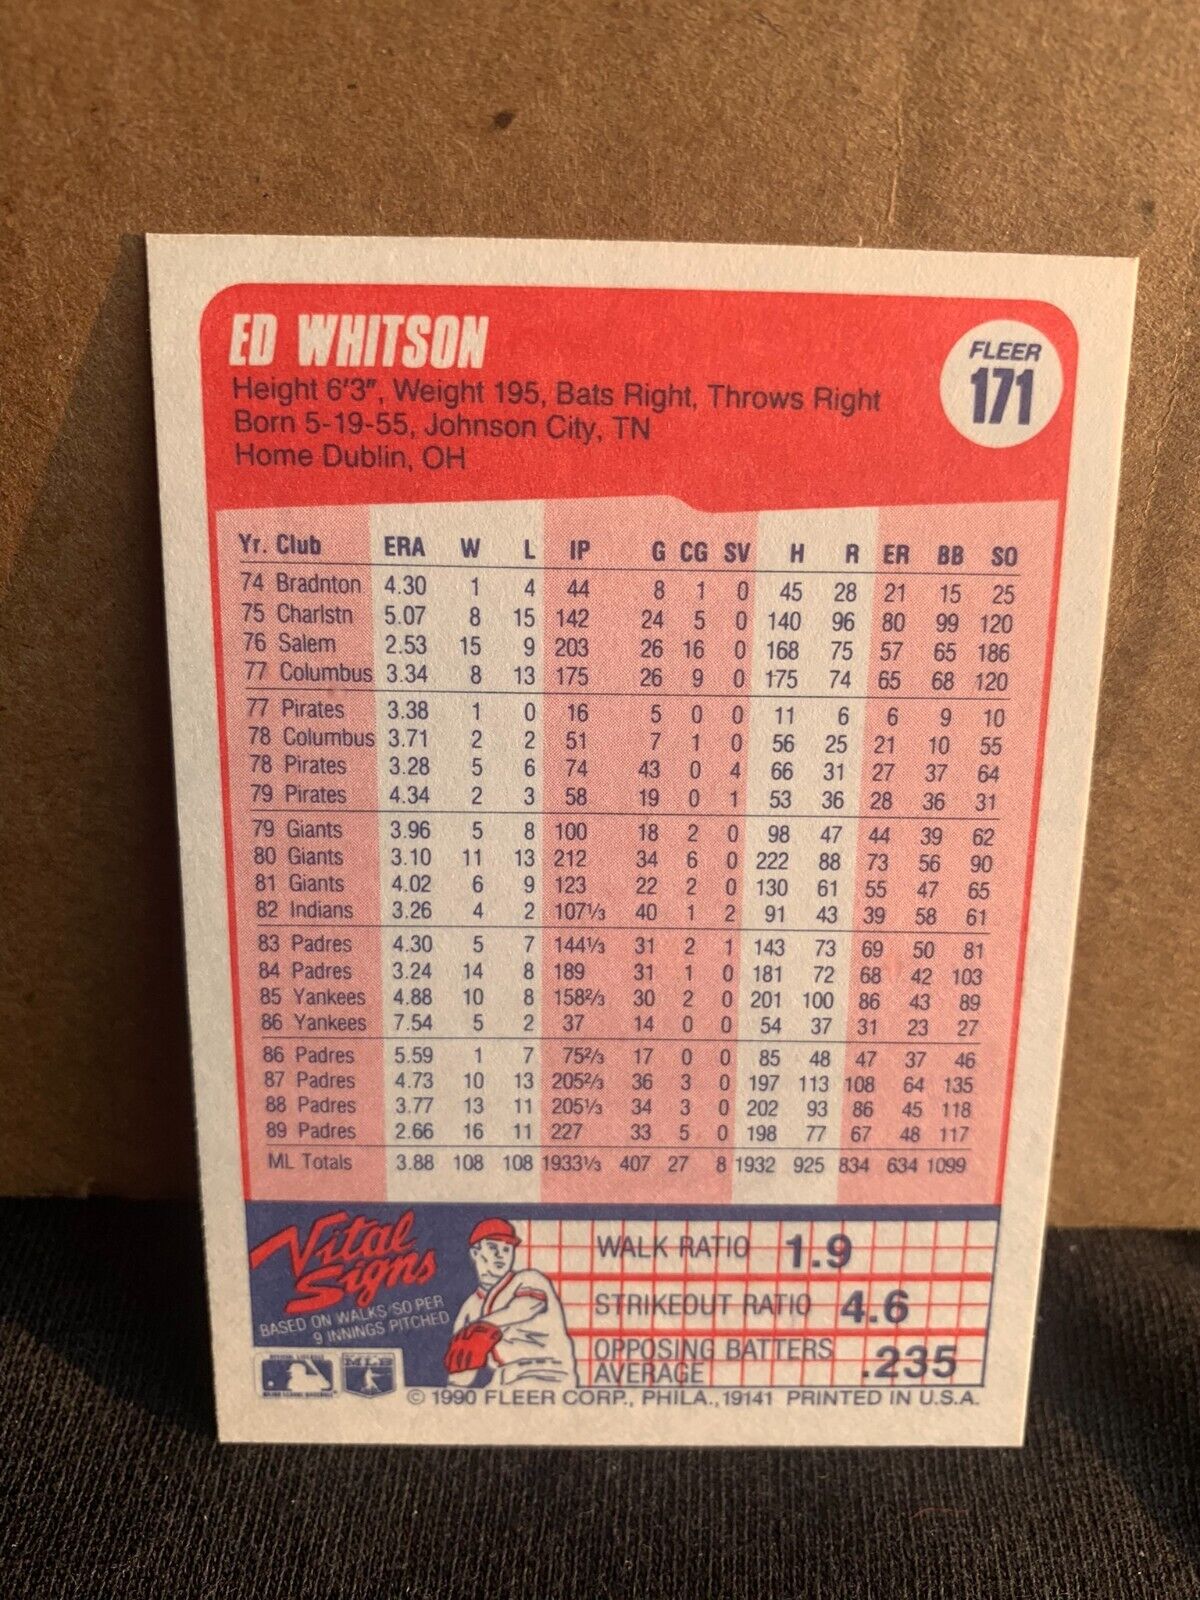 ED WHITSON
FLEER
171
Height 6'3", Weight 195, Bats Right, Throws Right
Born 5-19-55, Johnson City, TN
Home Dublin, OH
Yr. Club ERA W L IP G CG SV H R ER BB SO
74 Bradnton 4.30 1 4 44 8 1 0 45 28 21 15 25
75 Charlstn 5.07 8 15 142 24 5 0 140 96 80 99 120
76 Salem 2.53 15 9 203 26 16 0 168 75 57 65 186
77 Columbus 3.34 8 13 175 26 9 0 175 74 65 68 120
77 Pirates 3.38 1 0 16 5 0 0 11 6 6 9 10
78 Columbus 3.71 2 2 51 7 1 0 56 25 21 10 55
78 Pirates 3.28 5 6 74 43 0 4 66 31 27 37 64
79 Pirates 4.34 2 3 58 19 0 1 53 36 28 36 31
79 Giants 3.96 5 8 100 18 2 0 98 47 44 39 62
80 Giants 3.10 11 13 212 34 6 0 222 88 73 56 90
81 Giants 4.02 6 9 123 22 2 0 130 61 55 47 65
82 Indians 3.26 4 2 107⅓ 40 1 2 91 43 39 58 61
83 Padres 4.30 5 7 144⅓ 31 2 1 143 73 69 50 81
84 Padres 3.24 14 8 189 31 1 0 181 72 68 42 103
85 Yankees 4.88 10 8 158⅔ 30 2 0 201 100 86 43 89
86 Yankees 7.54 5 2 37 14 0 0 54 37 31 23 27
86 Padres 5.59 1 7 75⅔ 17 0 0 85 48 47 37 46
87 Padres 4.73 10 13 205⅔ 36 3 0 197 113 108 64 135
88 Padres 3.77 13 11 205⅓ 34 3 0 202 93 86 45 118
89 Padres 2.66 16 11 227 33 5 0 198 77 67 48 117
ML Totals 3.88 108 108 1933⅓ 407 27 8 1932 925 834 634 1099
Vital
Signs
BASED ON WALKS/SO PER
9 INNINGS PITCHED
WALK RATIO 1.9
STRIKEOUT RATIO 4.6
OPPOSING BATTERS
AVERAGE .235
MLB
© 1990 FLEER CORP., PHILA., 19141 PRINTED IN U.S.A.